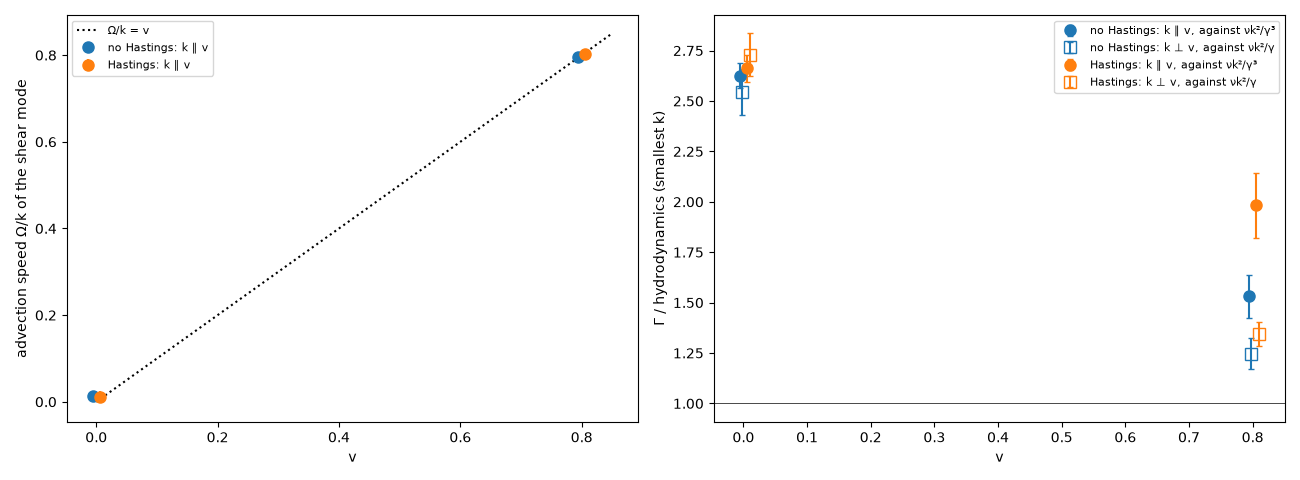 Ω/k = v
no Hastings: k ∥ v
Hastings: k ∥ v
advection speed Ω/k of the shear mode
0.8
0.6
0.4
0.2
0.0
0.0 0.2 0.4 0.6 0.8
v
no Hastings: k ∥ v, against νk²/γ³
no Hastings: k ⊥ v, against νk²/γ
Hastings: k ∥ v, against νk²/γ³
Hastings: k ⊥ v, against νk²/γ
Γ / hydrodynamics (smallest k)
2.75
2.50
2.25
2.00
1.75
1.50
1.25
1.00
0.0 0.1 0.2 0.3 0.4 0.5 0.6 0.7 0.8
v